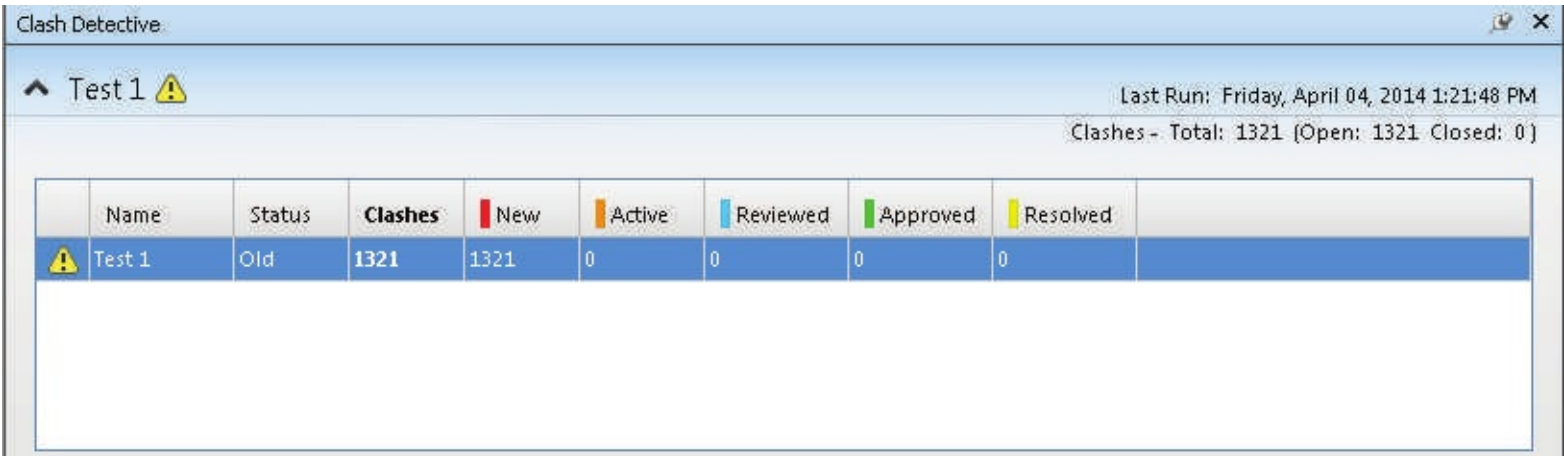 Clash Detective
Test 1
Last Run: Friday, April 04, 2014 1:21:48 PM
Clashes - Total: 1321 (Open: 1321 Closed: 0)
Name Status Clashes New Active Reviewed Approved Resolved
Test 1 Old 1321 1321 0 0 0 0